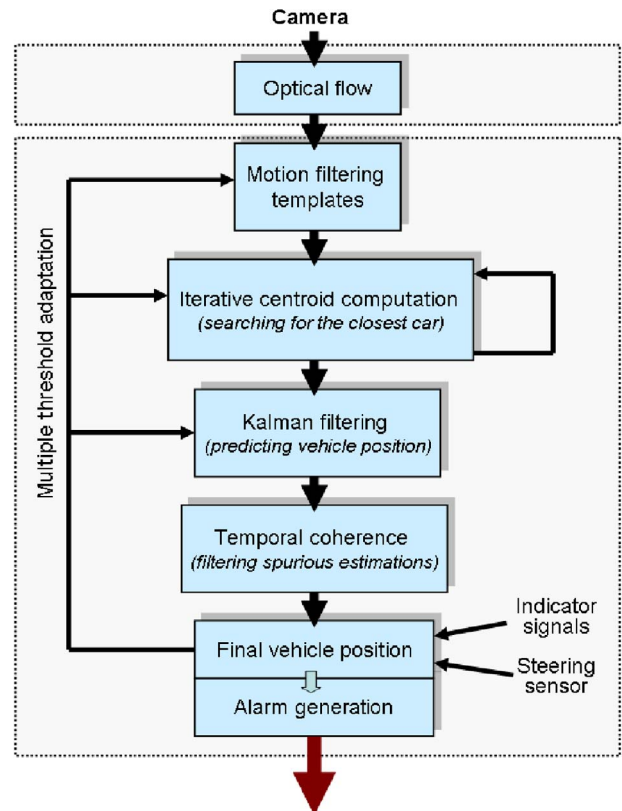 Camera
Optical flow
Motion filtering
templates
Iterative centroid computation
(searching for the closest car)
Multiple threshold adaptation
Kalman filtering
(predicting vehicle position)
Temporal coherence
(filtering spurious estimations)
Indicator
signals
Final vehicle position
Steering
sensor
Alarm generation